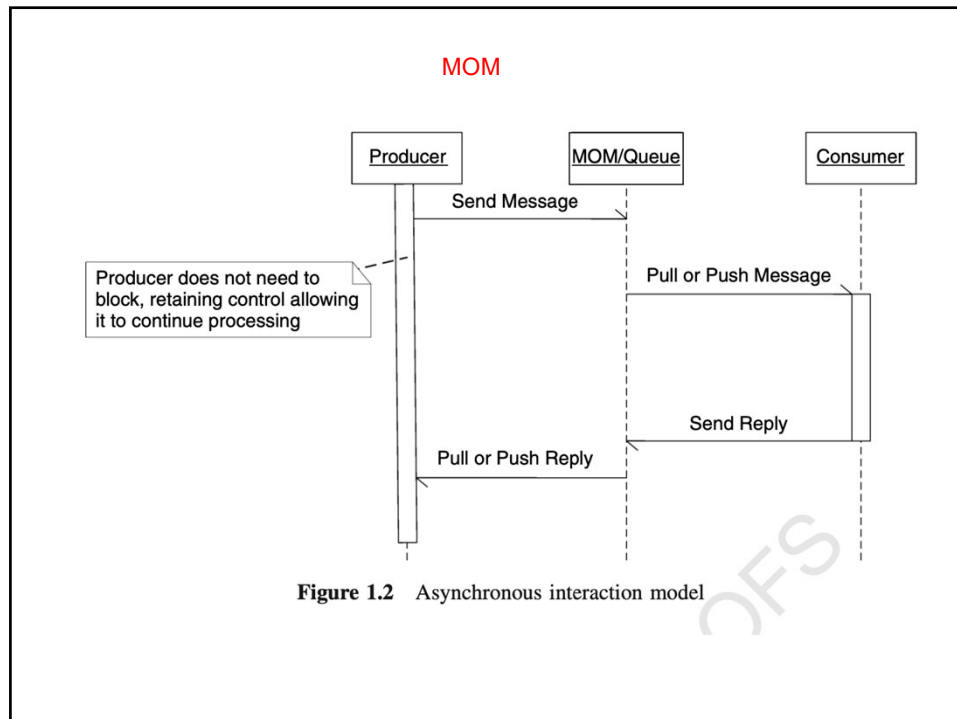 MOM
Producer
MOM/Queue
Consumer
Send Message
Producer does not need to
block, retaining control allowing
it to continue processing
Pull or Push Message
Send Reply
Pull or Push Reply
Figure 1.2 Asynchronous interaction model
OFS